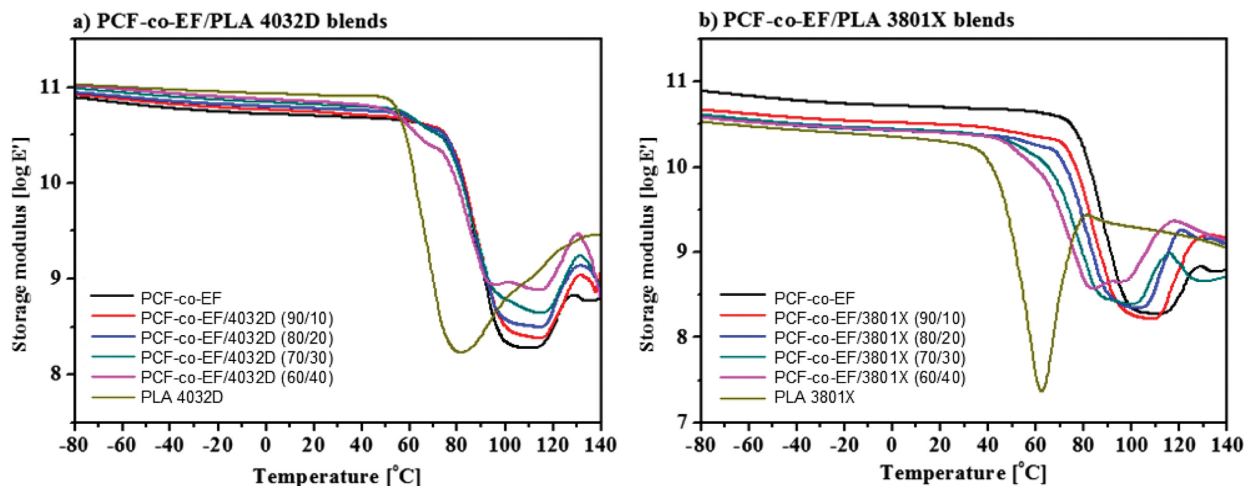 a) PCF-co-EF/PLA 4032D blends
Storage modulus [log E']
11
10
9
8
PCF-co-EF
PCF-co-EF/4032D (90/10)
PCF-co-EF/4032D (80/20)
PCF-co-EF/4032D (70/30)
PCF-co-EF/4032D (60/40)
PLA 4032D
-80 -60 -40 -20 0 20 40 60 80 100 120 140
Temperature [°C]
b) PCF-co-EF/PLA 3801X blends
Storage modulus [log E']
11
10
9
8
7
PCF-co-EF
PCF-co-EF/3801X (90/10)
PCF-co-EF/3801X (80/20)
PCF-co-EF/3801X (70/30)
PCF-co-EF/3801X (60/40)
PLA 3801X
-80 -60 -40 -20 0 20 40 60 80 100 120 140
Temperature [°C]